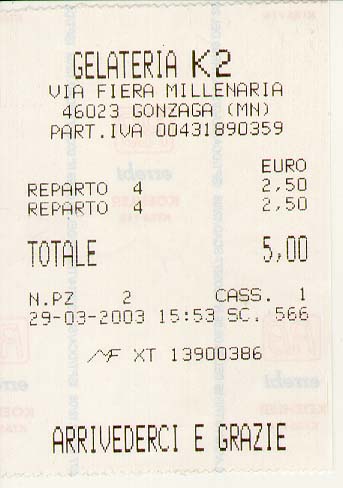 GELATERIA K2
VIA FIERA MILLENARIA
46023 GONZAGA (MN)
PART.IVA 00431890359
EURO
REPARTO 4 2,50
REPARTO 4 2,50
TOTALE 5,00
N.PZ 2 CASS. 1
29-03-2003 15:53 SC. 566
MF XT 13900386
ARRIVEDERCI E GRAZIE